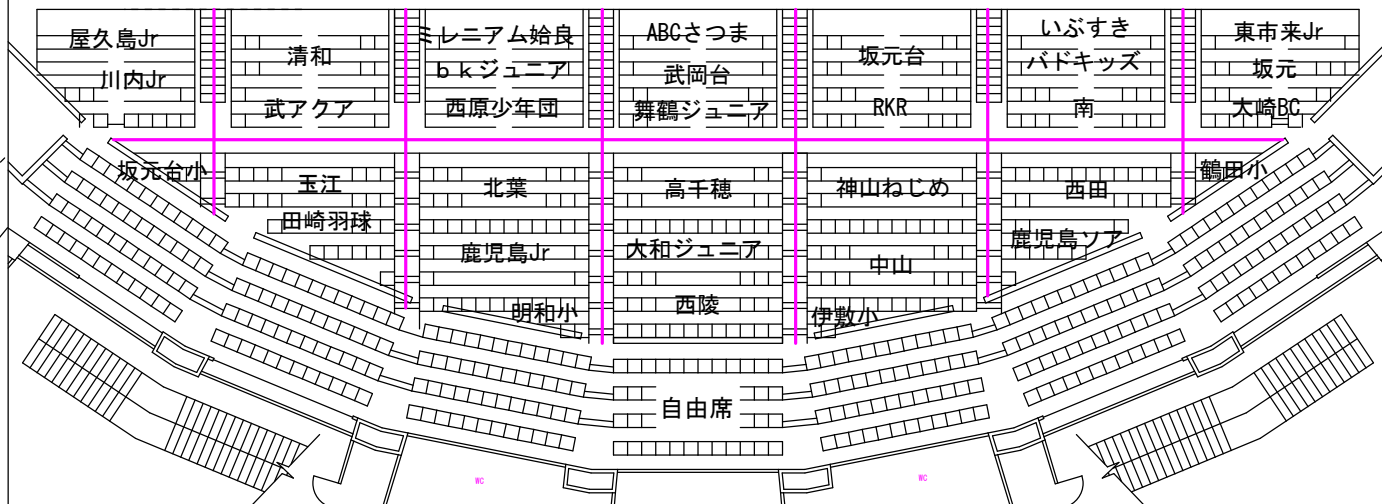 屋久島Jr
川内Jr
清和
武アクア
ミレニアム姶良
ｂｋジュニア
西原少年団
ABCさつま
武岡台
舞鶴ジュニア
坂元台
RKR
いぶすき
バドキッズ
南
東市来Jr
坂元
大崎BC
坂元台小
玉江
田崎羽球
北葉
鹿児島Jr
明和小
高千穂
大和ジュニア
西陵
神山ねじめ
中山
伊敷小
西田
鹿児島ソア
鶴田小
自由席
WC
WC